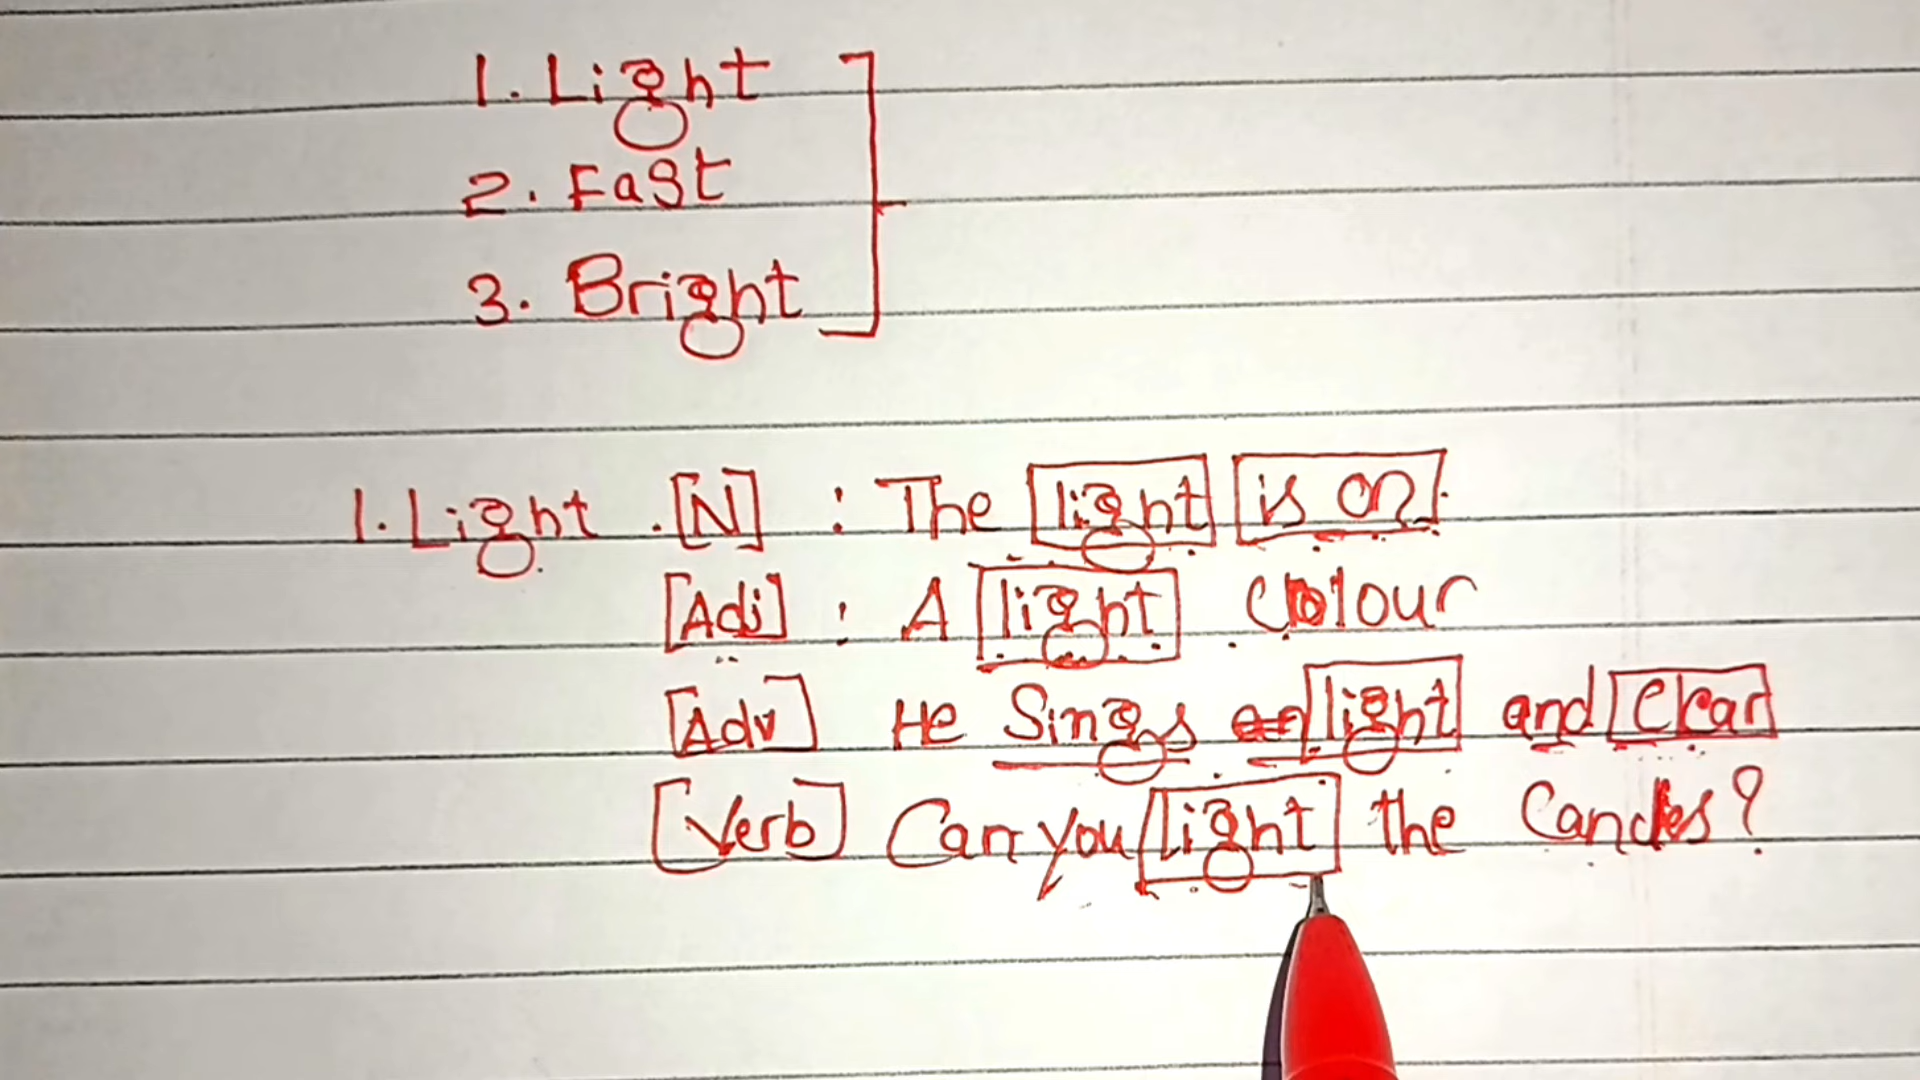 1. Light
2. Fast
3. Bright
1. Light . [N] : The light is on.
[Adj] : A light Colour
[Adv] He Sings light and clear
[Verb] Can you light the Candles?